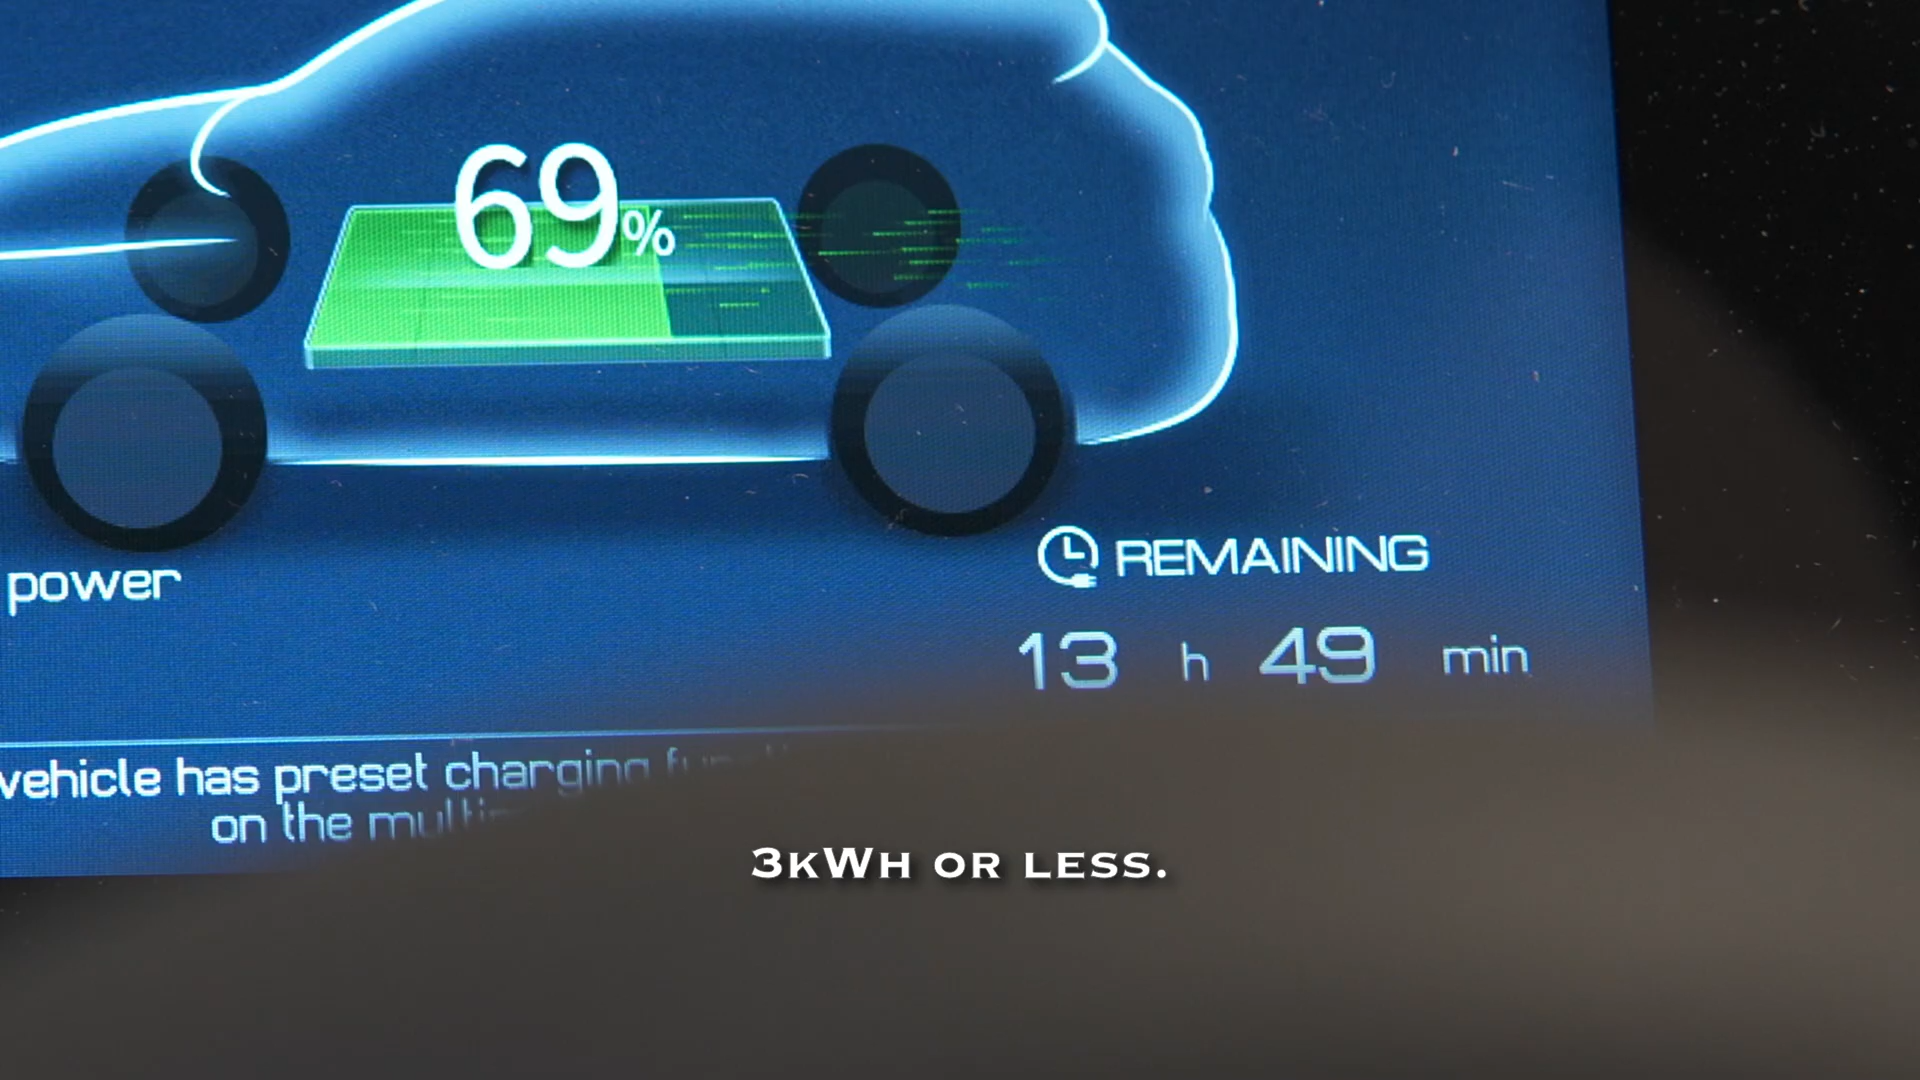 69%
power
REMAINING
13 h 49 min
vehicle has preset charging
on the
3kWh or less.